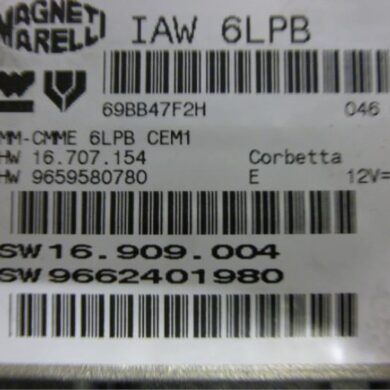 MAGNETI
MARELLI
IAW 6LPB
69BB47F2H 046
MM-CMME 6LPB CEM1
HW 16.707.154 Corbetta
HW 9659580780 E 12V=
SW 16.909.004
SW 9662401980